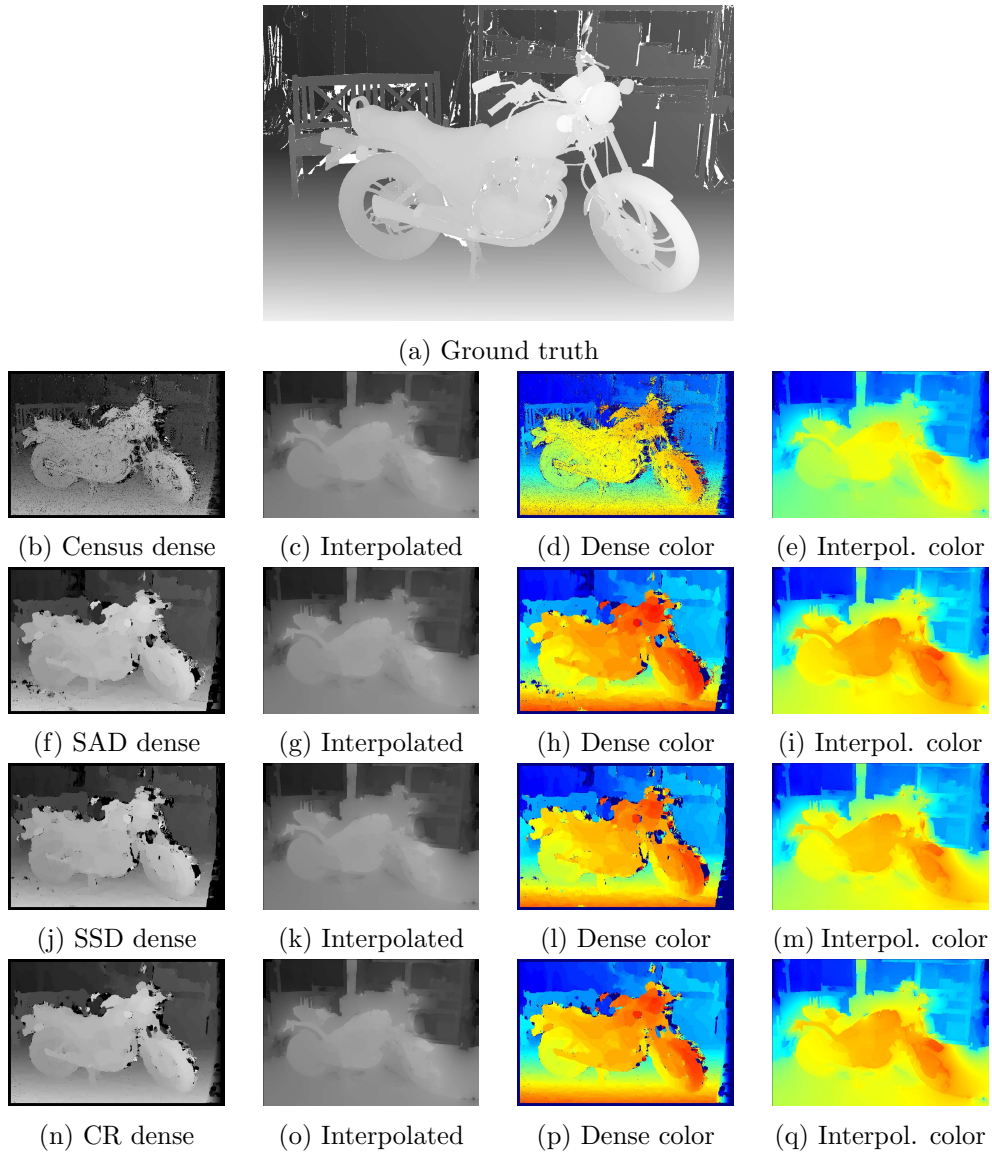 (a) Ground truth
(b) Census dense
(c) Interpolated
(d) Dense color
(e) Interpol. color
(f) SAD dense
(g) Interpolated
(h) Dense color
(i) Interpol. color
(j) SSD dense
(k) Interpolated
(l) Dense color
(m) Interpol. color
(n) CR dense
(o) Interpolated
(p) Dense color
(q) Interpol. color